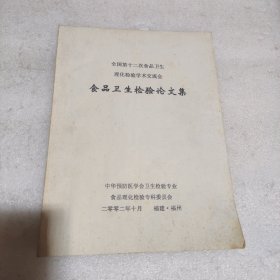 全国第十二次食品卫生
理化检验学术交流会
食品卫生检验论文集
中华预防医学会卫生检验专业
食品理化检验专科委员会
二零零二年十月 福建·福州